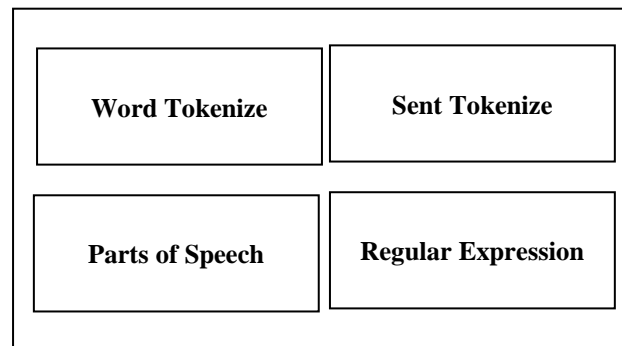 Word Tokenize
Sent Tokenize
Parts of Speech
Regular Expression